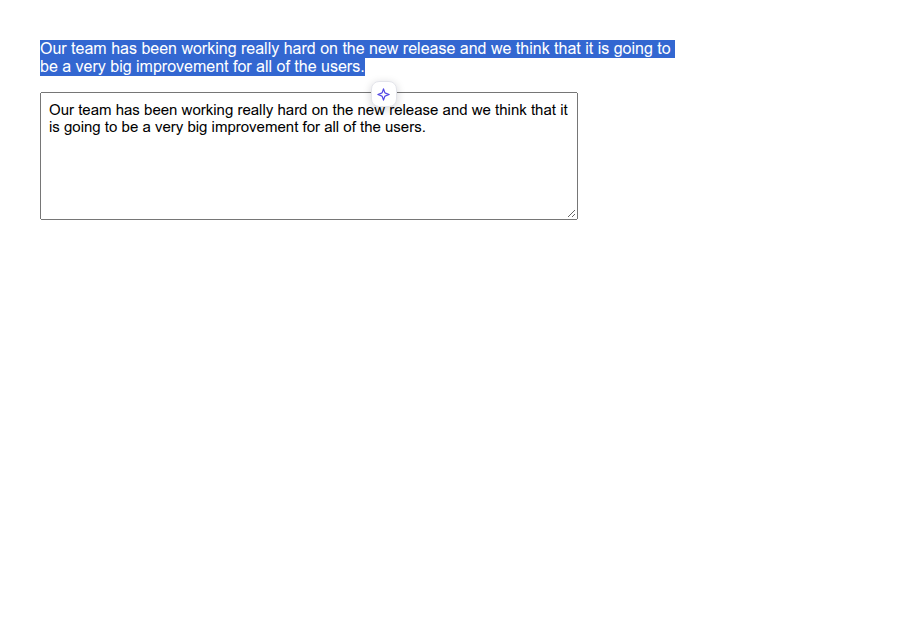 Our team has been working really hard on the new release and we think that it is going to
be a very big improvement for all of the users.
Our team has been working really hard on the new release and we think that it
is going to be a very big improvement for all of the users.